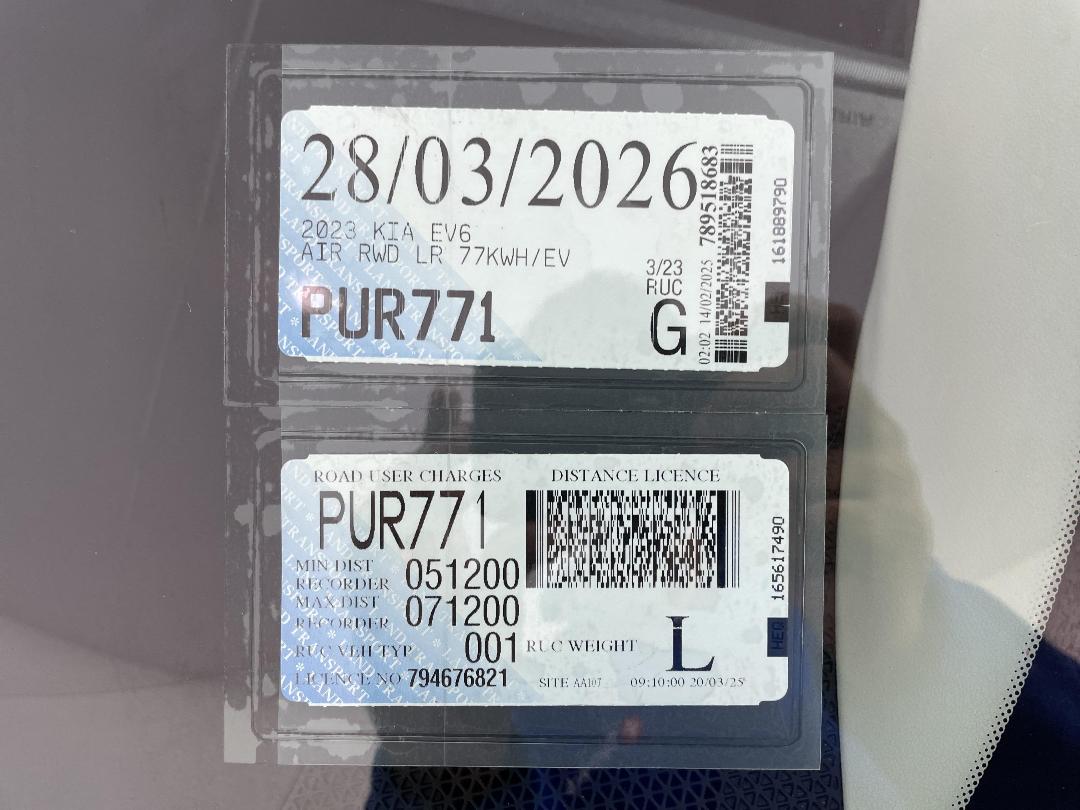 28/03/2026
2023 KIA EV6
AIR RWD LR 77KWH/EV
PUR771
3/23
RUC
G
02:02 14/02/2025 789518683
161889790
ROAD USER CHARGES
DISTANCE LICENCE
PUR771
MIN DIST
RECORDER 051200
MAX DIST
RECORDER 071200
RUC VEH TYP 001
RUC WEIGHT L
LICENCE NO 794676821
SITE AA107 09:10:00 20/03/25
HEQ 165617490